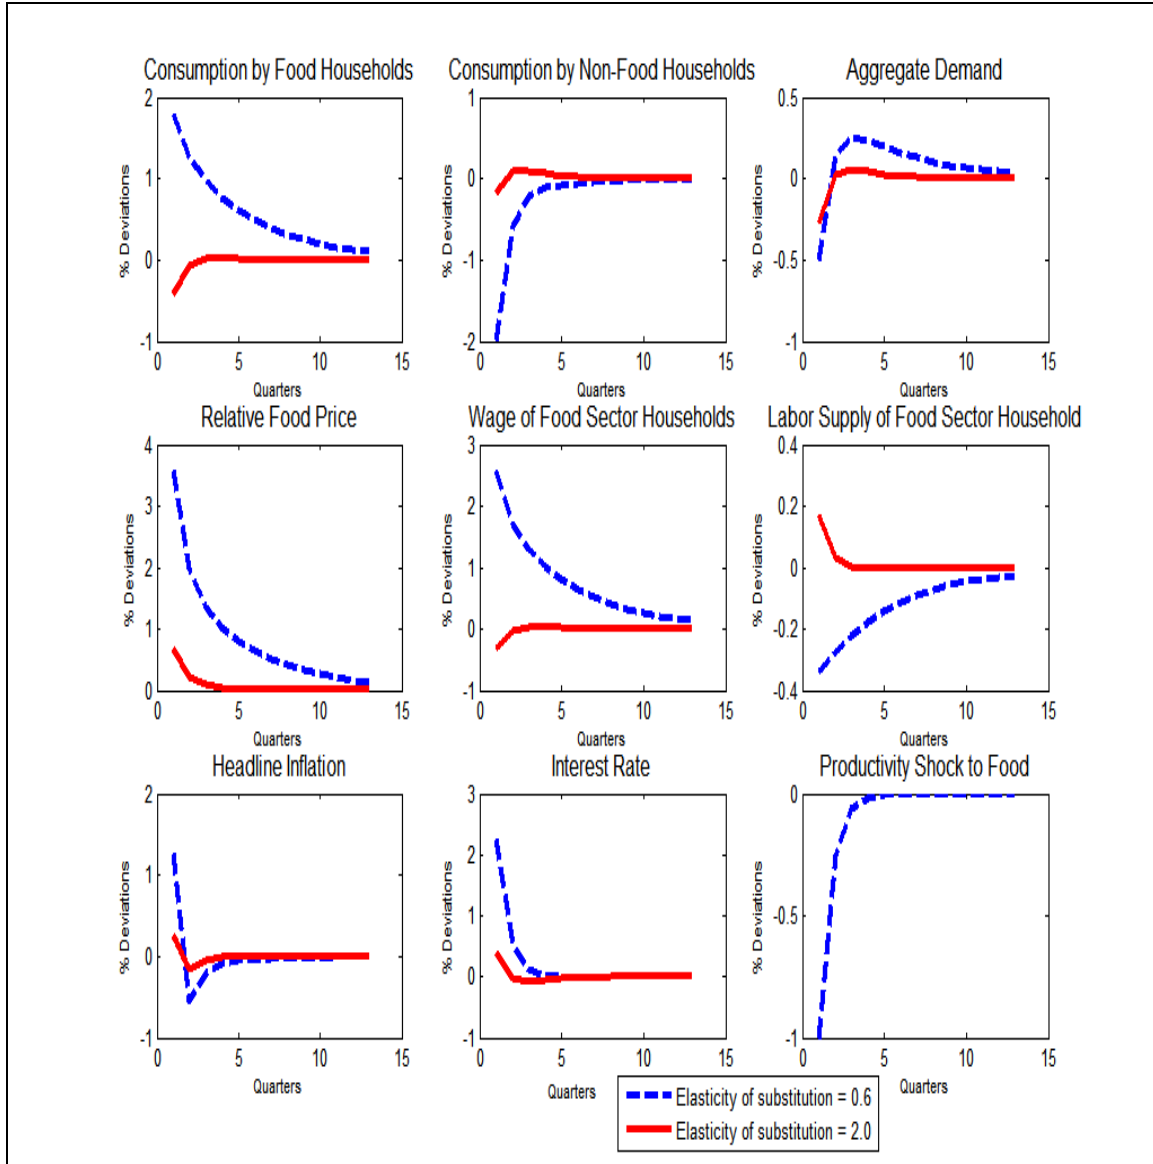 Consumption by Food Households
Consumption by Non-Food Households
Aggregate Demand
2
1
0
-1
% Deviations
0 5 10 15
Quarters
1
0
-1
-2
% Deviations
0 5 10 15
Quarters
0.5
0
-0.5
-1
% Deviations
0 5 10 15
Quarters
Relative Food Price
Wage of Food Sector Households
Labor Supply of Food Sector Household
4
3
2
1
0
% Deviations
0 5 10 15
Quarters
3
2
1
0
-1
% Deviations
0 5 10 15
Quarters
0.4
0.2
0
-0.2
-0.4
% Deviations
0 5 10 15
Quarters
Headline Inflation
Interest Rate
Productivity Shock to Food
2
1
0
-1
% Deviations
0 5 10 15
Quarters
3
2
1
0
-1
% Deviations
0 5 10 15
Quarters
0
-0.5
-1
% Deviations
0 5 10 15
Quarters
Elasticity of substitution = 0.6
Elasticity of substitution = 2.0